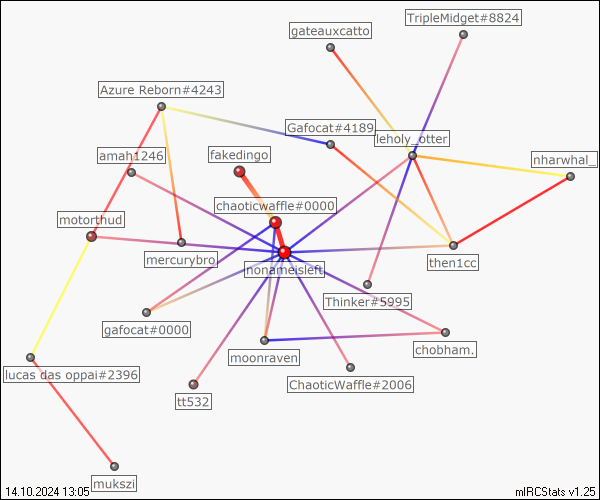 TripleMidget#8824
gateauxcatto
Azure Reborn#4243
Gafocat#4189
leholy_otter
amah1246
fakedingo
nharwhal_
chaoticwaffle#0000
motorthud
mercurybro
nonameisleft
then1cc
Thinker#5995
gafocat#0000
moonraven
chobham.
lucas das oppai#2396
ChaoticWaffle#2006
tt532
mukszi
14.10.2024 13:05
mIRCStats v1.25